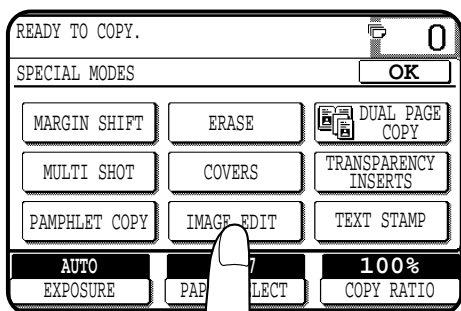 READY TO COPY.
0
SPECIAL MODES
OK
MARGIN SHIFT
ERASE
DUAL PAGE
COPY
MULTI SHOT
COVERS
TRANSPARENCY
INSERTS
PAMPHLET COPY
IMAGE EDIT
TEXT STAMP
AUTO
100%
EXPOSURE
COPY RATIO